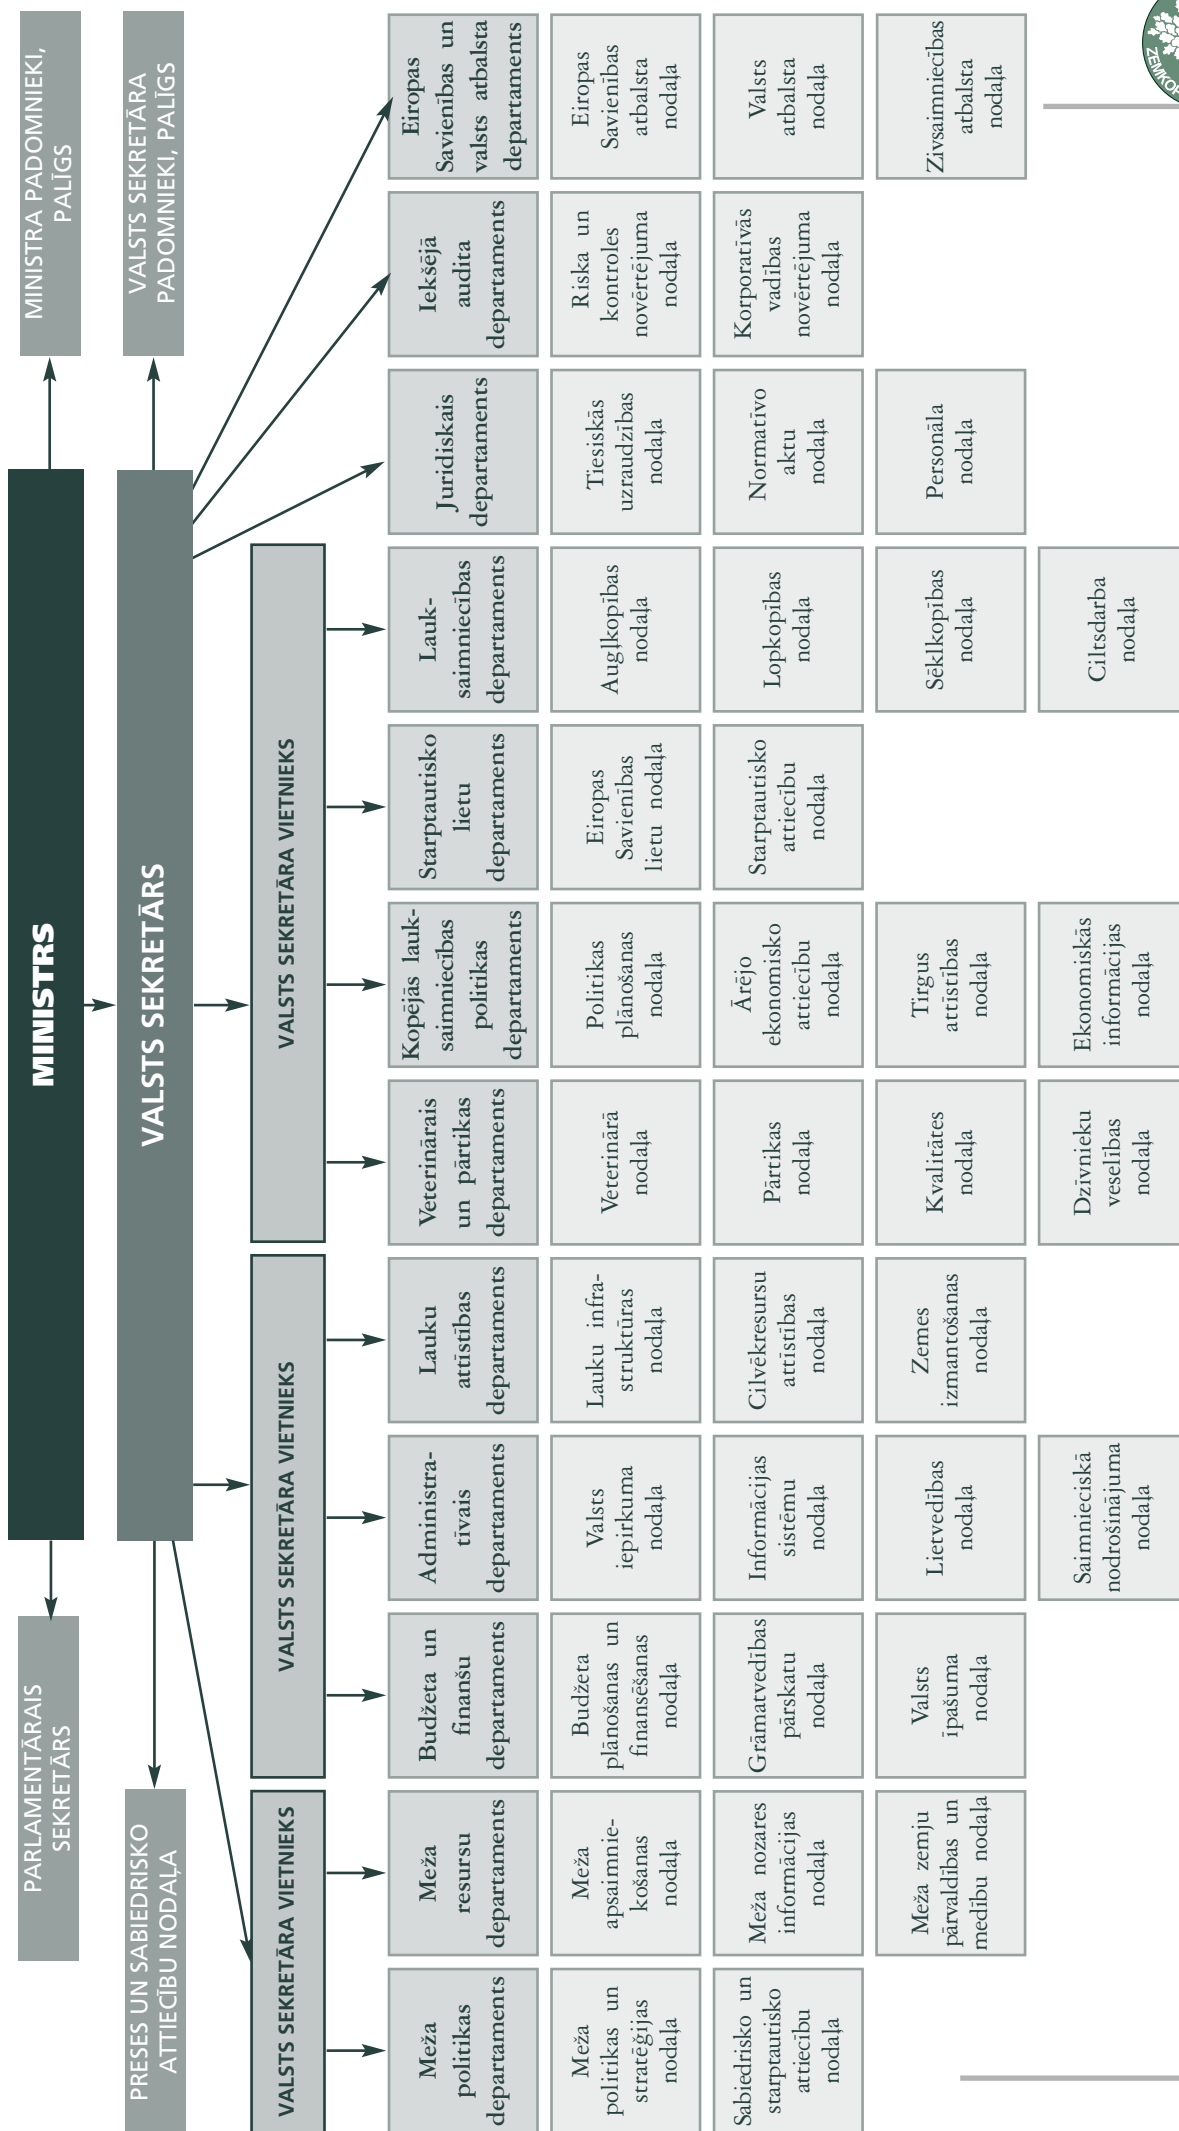 MINISTRS
PARLAMENTĀRAIS
SEKRETĀRS
MINISTRA PADOMNIEKI,
PALĪGS
VALSTS SEKRETĀRS
PRESES UN SABIEDRISKO
ATTIECĪBU NODAĻA
VALSTS SEKRETĀRA
PADOMNIEKI, PALĪGS
VALSTS SEKRETĀRA VIETNIEKS
VALSTS SEKRETĀRA VIETNIEKS
VALSTS SEKRETĀRA VIETNIEKS
Meža
politikas
departaments
Meža
politikas un
stratēģijas
nodaļa
Sabiedrisko un
starptautisko
attiecību
nodaļa
Meža
resursu
departaments
Meža
apsaimnie-
košanas
nodaļa
Meža nozares
informācijas
nodaļa
Meža zemju
pārvaldības un
medību nodaļa
Budžeta un
finanšu
departaments
Budžeta
plānošanas un
finansēšanas
nodaļa
Grāmatvedības
pārskatu
nodaļa
Valsts
īpašuma
nodaļa
Administra-
tīvais
departaments
Valsts
iepirkuma
nodaļa
Informācijas
sistēmu
nodaļa
Lietvedības
nodaļa
Saimnieciskā
nodrošinājuma
nodaļa
Lauku
attīstības
departaments
Lauku infra-
struktūras
nodaļa
Cilvēkresursu
attīstības
nodaļa
Zemes
izmantošanas
nodaļa
Veterinārais
un pārtikas
departaments
Veterinārā
nodaļa
Pārtikas
nodaļa
Kvalitātes
nodaļa
Dzīvnieku
veselības
nodaļa
Kopējās lauk-
saimniecības
politikas
departaments
Politikas
plānošanas
nodaļa
Ārējo
ekonomisko
attiecību
nodaļa
Tirgus
attīstības
nodaļa
Ekonomiskās
informācijas
nodaļa
Starptautisko
lietu
departaments
Eiropas
Savienības
lietu nodaļa
Starptautisko
attiecību
nodaļa
Lauk-
saimniecības
departaments
Augļkopības
nodaļa
Lopkopības
nodaļa
Sēklkopības
nodaļa
Ciltsdarba
nodaļa
Juridiskais
departaments
Tiesiskās
uzraudzības
nodaļa
Normatīvo
aktu
nodaļa
Personāla
nodaļa
Iekšējā
audita
departaments
Riska un
kontroles
novērtējuma
nodaļa
Korporatīvās
vadības
novērtējuma
nodaļa
Eiropas
Savienības un
valsts atbalsta
departaments
Eiropas
Savienības
atbalsta
nodaļa
Valsts
atbalsta
nodaļa
Zivsaimniecības
atbalsta
nodaļa